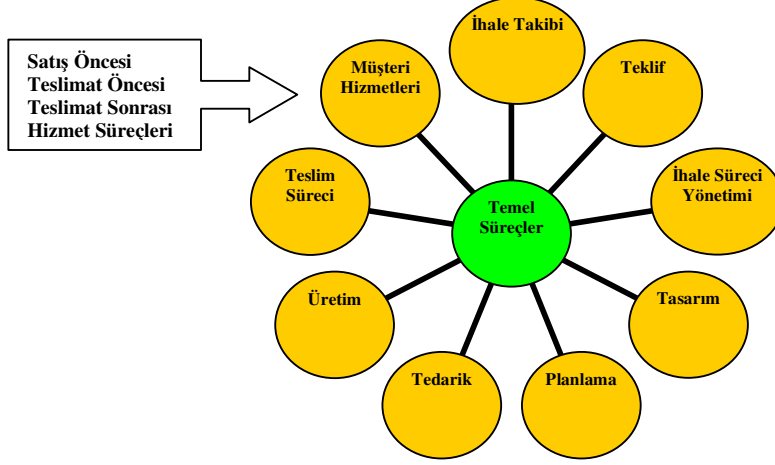 Satış Öncesi
Teslimat Öncesi
Teslimat Sonrası
Hizmet Süreçleri
Müşteri
Hizmetleri
İhale Takibi
Teklif
İhale Süreci
Yönetimi
Tasarım
Planlama
Tedarik
Üretim
Teslim
Süreci
Temel
Süreçler